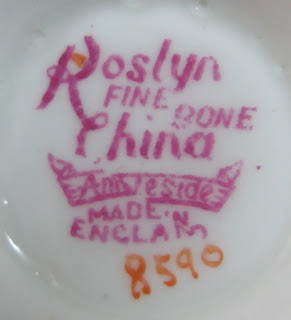 Roslyn
FINE BONE
China
Ambleside
MADE IN
ENGLAND
8590